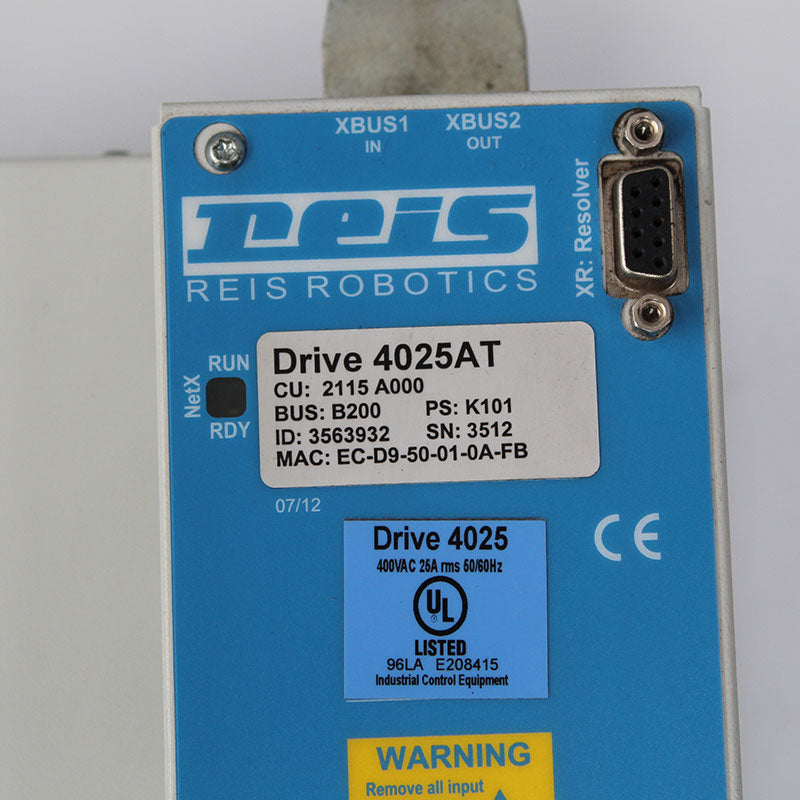 XBUS1 XBUS2
IN OUT
XR: Resolver
reis
REIS ROBOTICS
NetX
RUN
RDY
Drive 4025AT
CU: 2115 A000
BUS: B200 PS: K101
ID: 3563932 SN: 3512
MAC: EC-D9-50-01-0A-FB
07/12
CE
Drive 4025
400VAC 25A rms 50/60Hz
UL
LISTED
96LA E208415
Industrial Control Equipment
WARNING
Remove all input